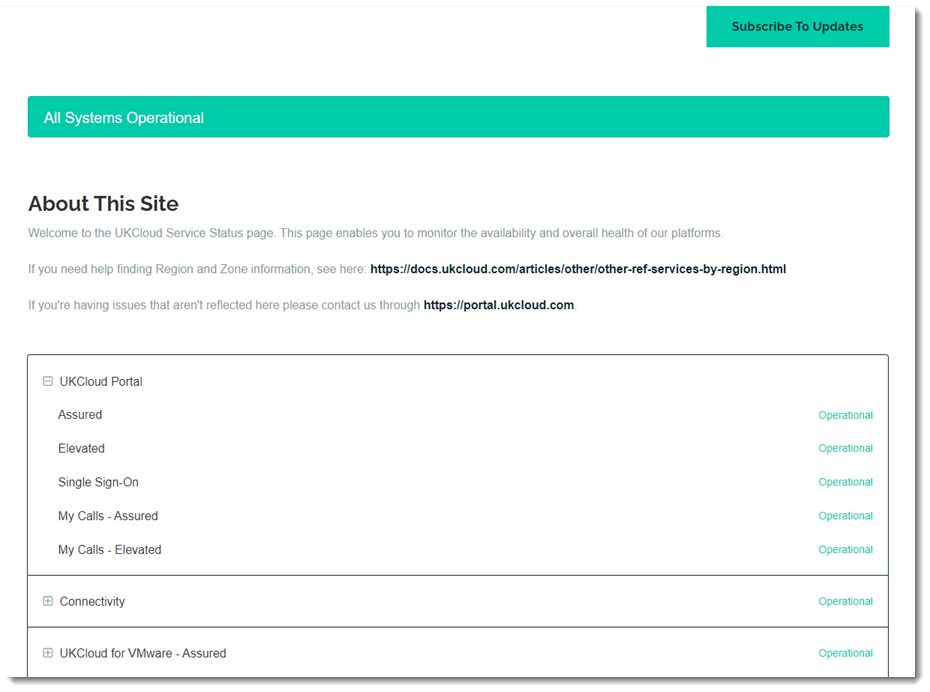 Subscribe To Updates
All Systems Operational
About This Site
Welcome to the UKCloud Service Status page. This page enables you to monitor the availability and overall health of our platforms.
If you need help finding Region and Zone information, see here: https://docs.ukcloud.com/articles/other/other-ref-services-by-region.html
If you're having issues that aren't reflected here please contact us through https://portal.ukcloud.com.
UKCloud Portal
Assured Operational
Elevated Operational
Single Sign-On Operational
My Calls - Assured Operational
My Calls - Elevated Operational
Connectivity Operational
UKCloud for VMware - Assured Operational